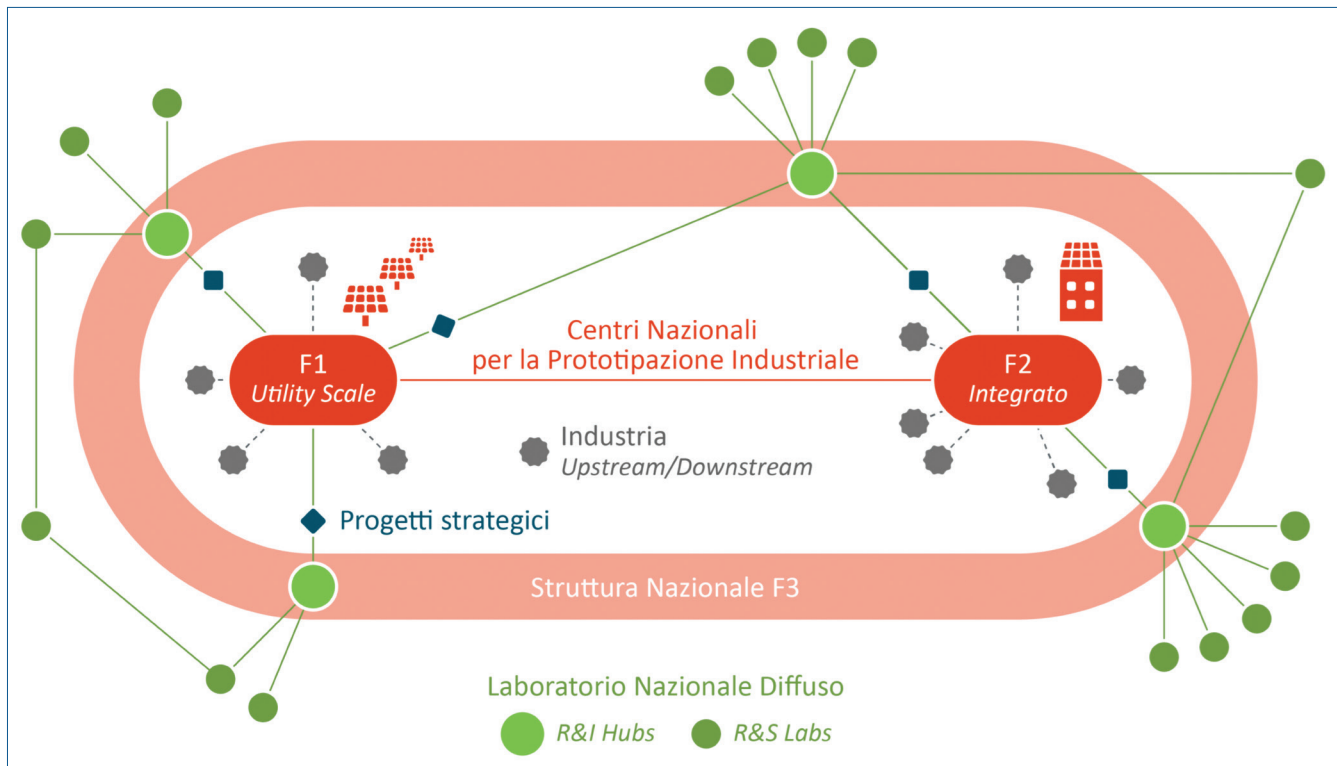 Centri Nazionali
per la Prototipazione Industriale
F1
Utility Scale
F2
Integrato
Industria
Upstream/Downstream
Progetti strategici
Struttura Nazionale F3
Laboratorio Nazionale Diffuso
R&I Hubs
R&S Labs